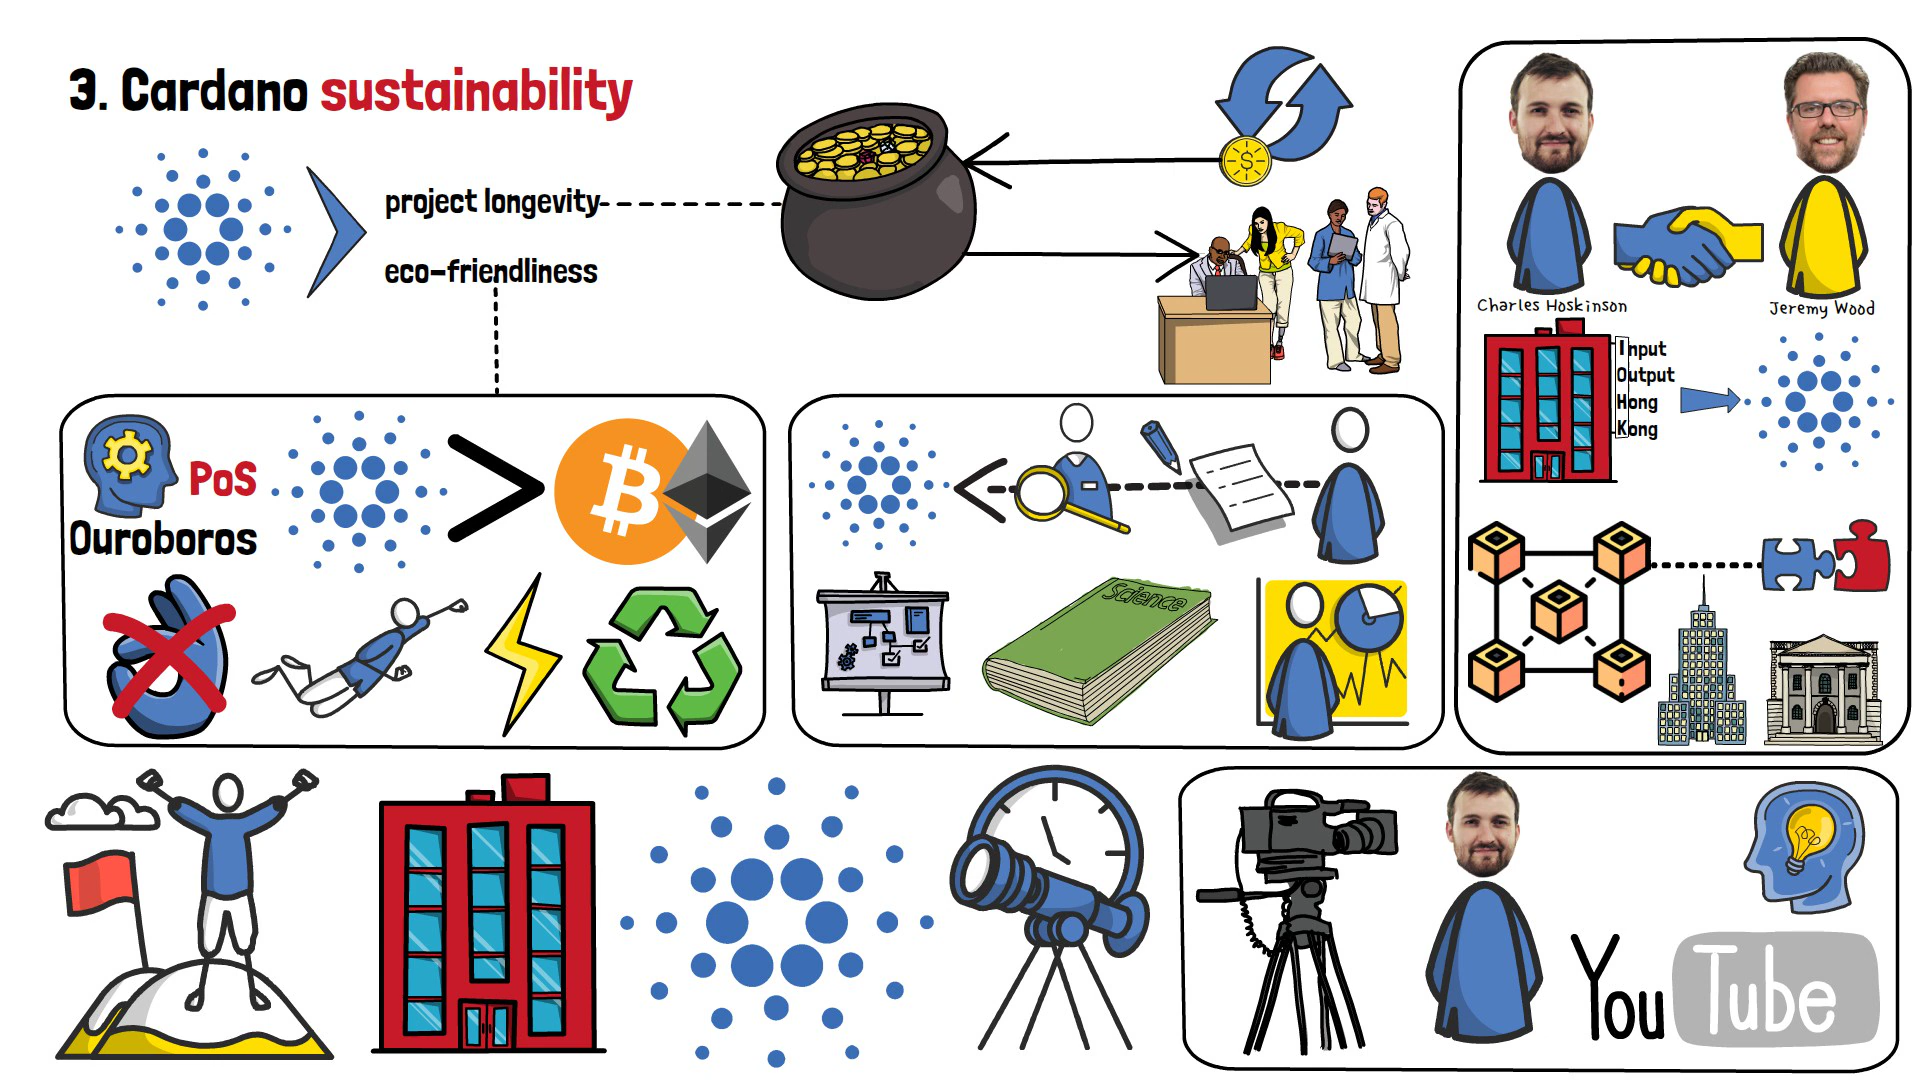 3. Cardano sustainability
project longevity
eco-friendliness
$
Charles Hoskinson
Jeremy Wood
Input
Output
Hong
Kong
PoS
Ouroboros
Science
You Tube